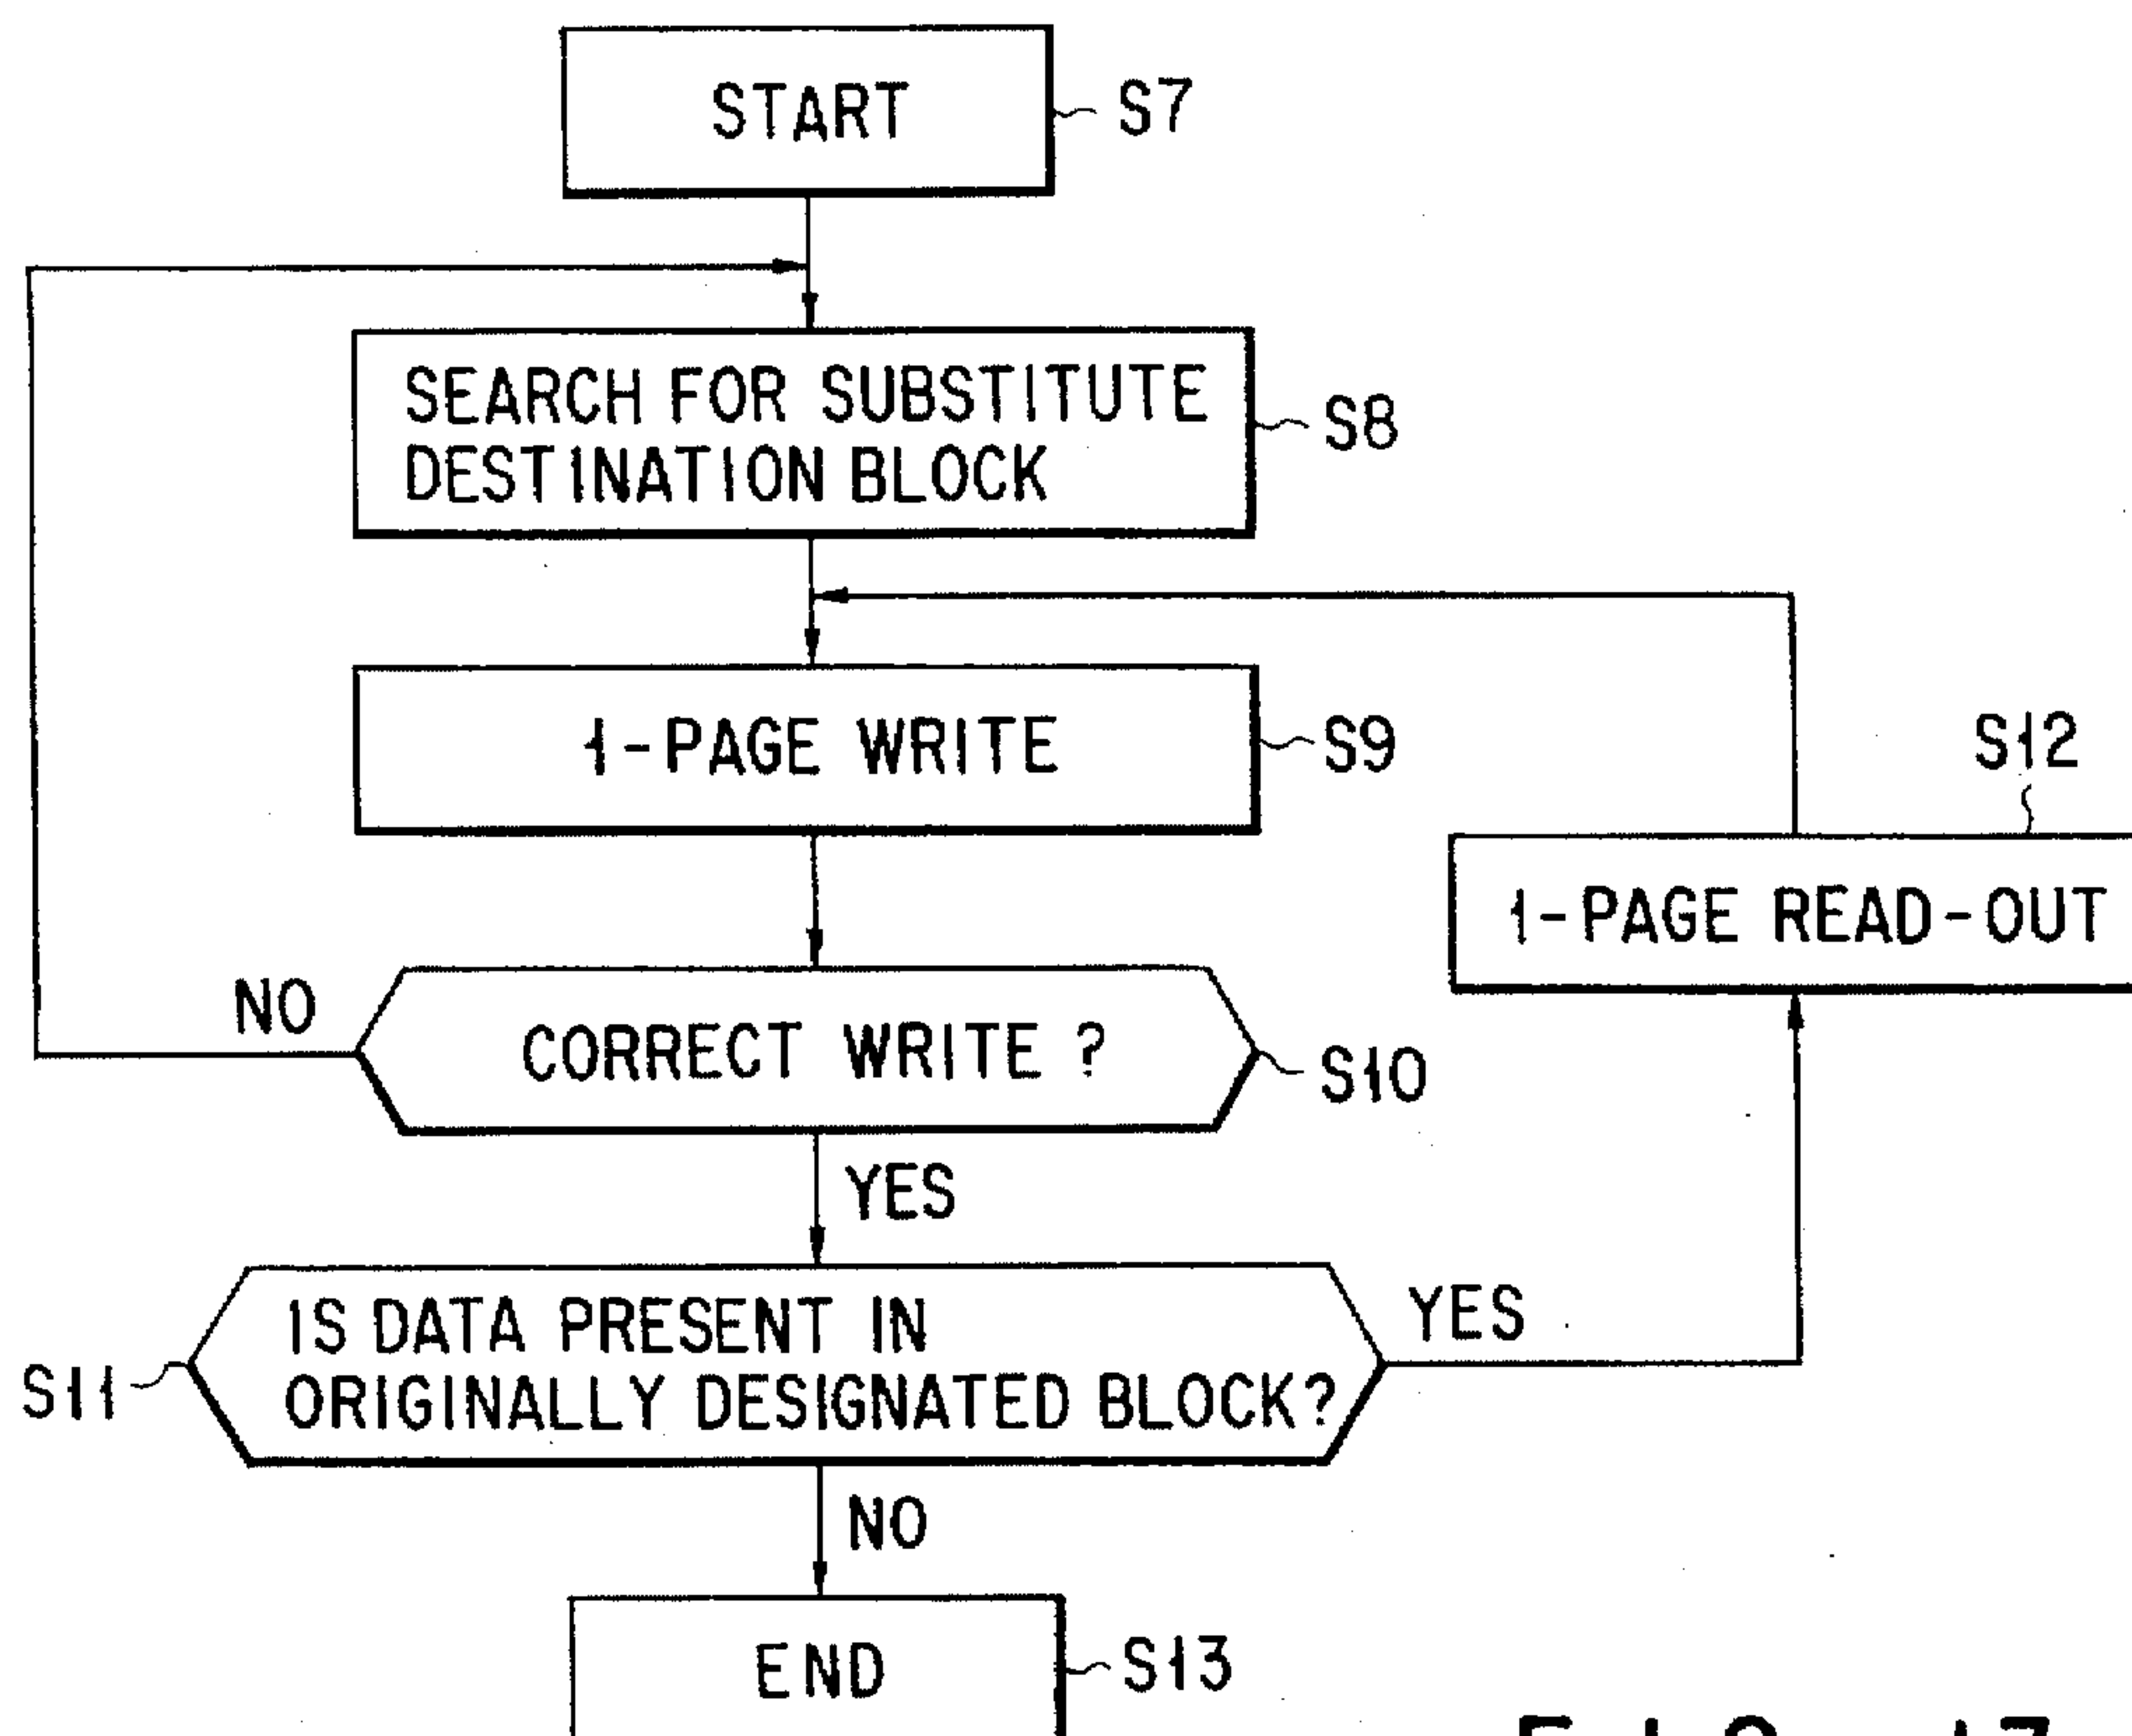 START
S7
SEARCH FOR SUBSTITUTE
DESTINATION BLOCK
S8
1-PAGE WRITE
S9
S12
1-PAGE READ-OUT
NO
CORRECT WRITE ?
S10
YES
IS DATA PRESENT IN
ORIGINALLY DESIGNATED BLOCK?
YES
S11
NO
END
S13